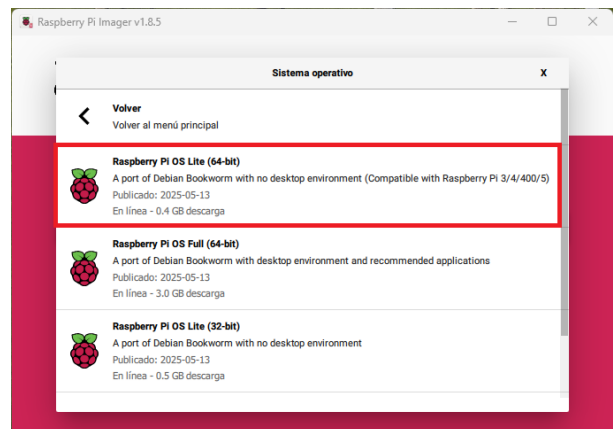 Raspberry Pi Imager v1.8.5
Sistema operativo
X
Volver
Volver al menú principal
Raspberry Pi OS Lite (64-bit)
A port of Debian Bookworm with no desktop environment (Compatible with Raspberry Pi 3/4/400/5)
Publicado: 2025-05-13
En línea - 0.4 GB descarga
Raspberry Pi OS Full (64-bit)
A port of Debian Bookworm with desktop environment and recommended applications
Publicado: 2025-05-13
En línea - 3.0 GB descarga
Raspberry Pi OS Lite (32-bit)
A port of Debian Bookworm with no desktop environment
Publicado: 2025-05-13
En línea - 0.5 GB descarga